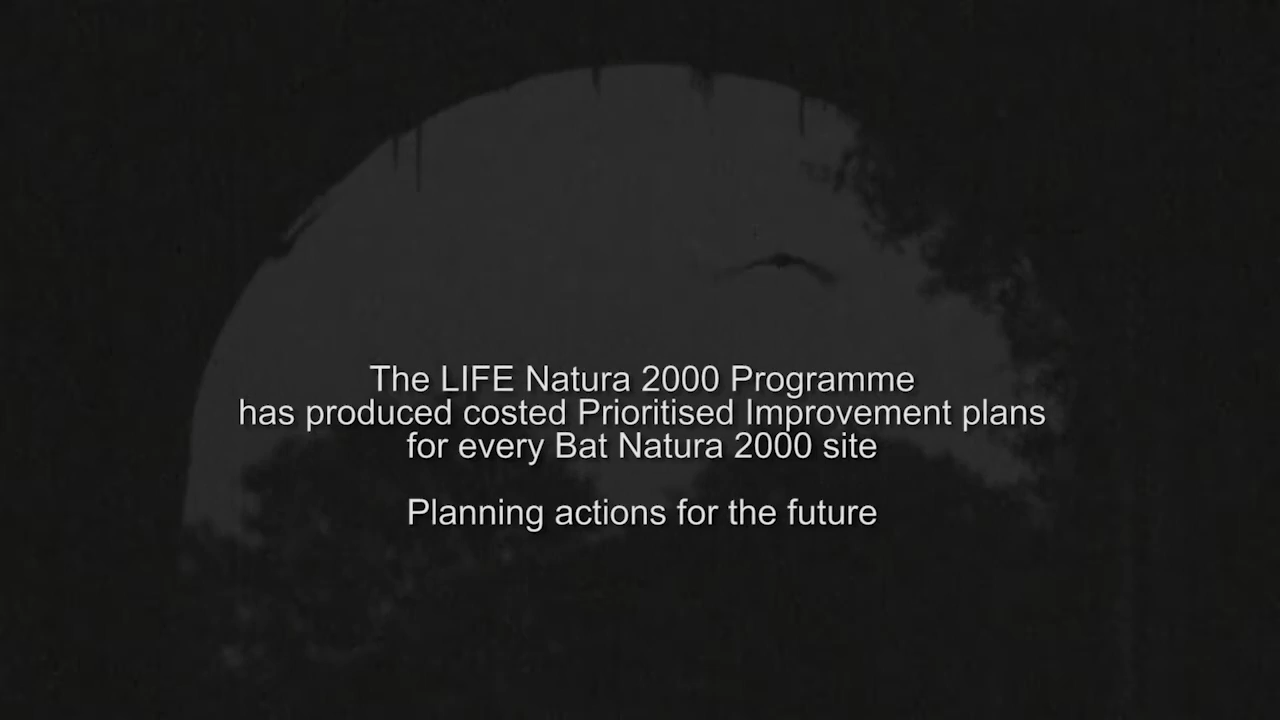 The LIFE Natura 2000 Programme
has produced costed Prioritised Improvement plans
for every Bat Natura 2000 site
Planning actions for the future